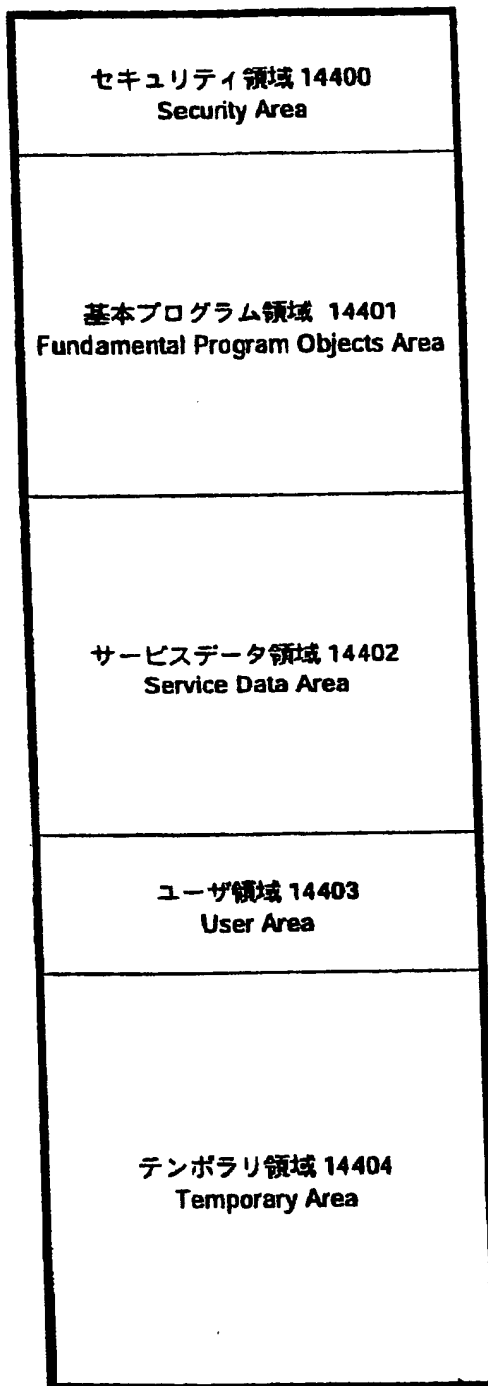 セキュリティ領域 14400
Security Area
基本プログラム領域 14401
Fundamental Program Objects Area
サービスデータ領域 14402
Service Data Area
ユーザ領域 14403
User Area
テンポラリ領域 14404
Temporary Area